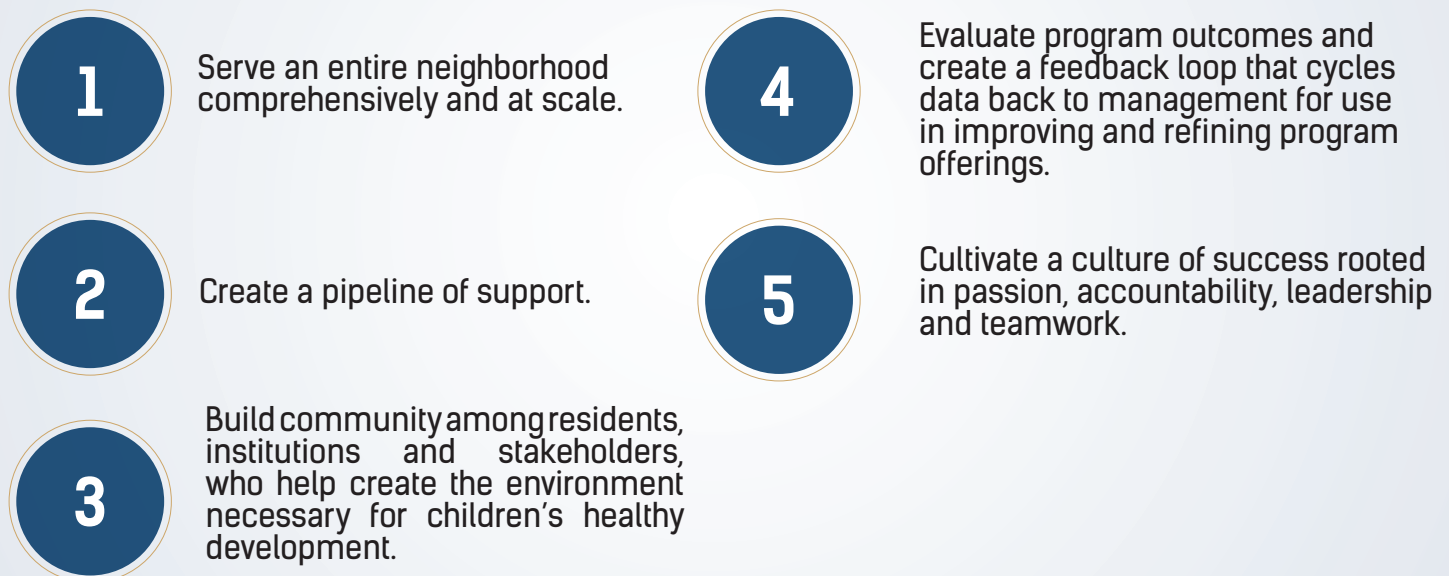 1
Serve an entire neighborhood
comprehensively and at scale.
2
Create a pipeline of support.
3
Build community among residents,
institutions and stakeholders,
who help create the environment
necessary for children’s healthy
development.
4
Evaluate program outcomes and
create a feedback loop that cycles
data back to management for use
in improving and refining program
offerings.
5
Cultivate a culture of success rooted
in passion, accountability, leadership
and teamwork.